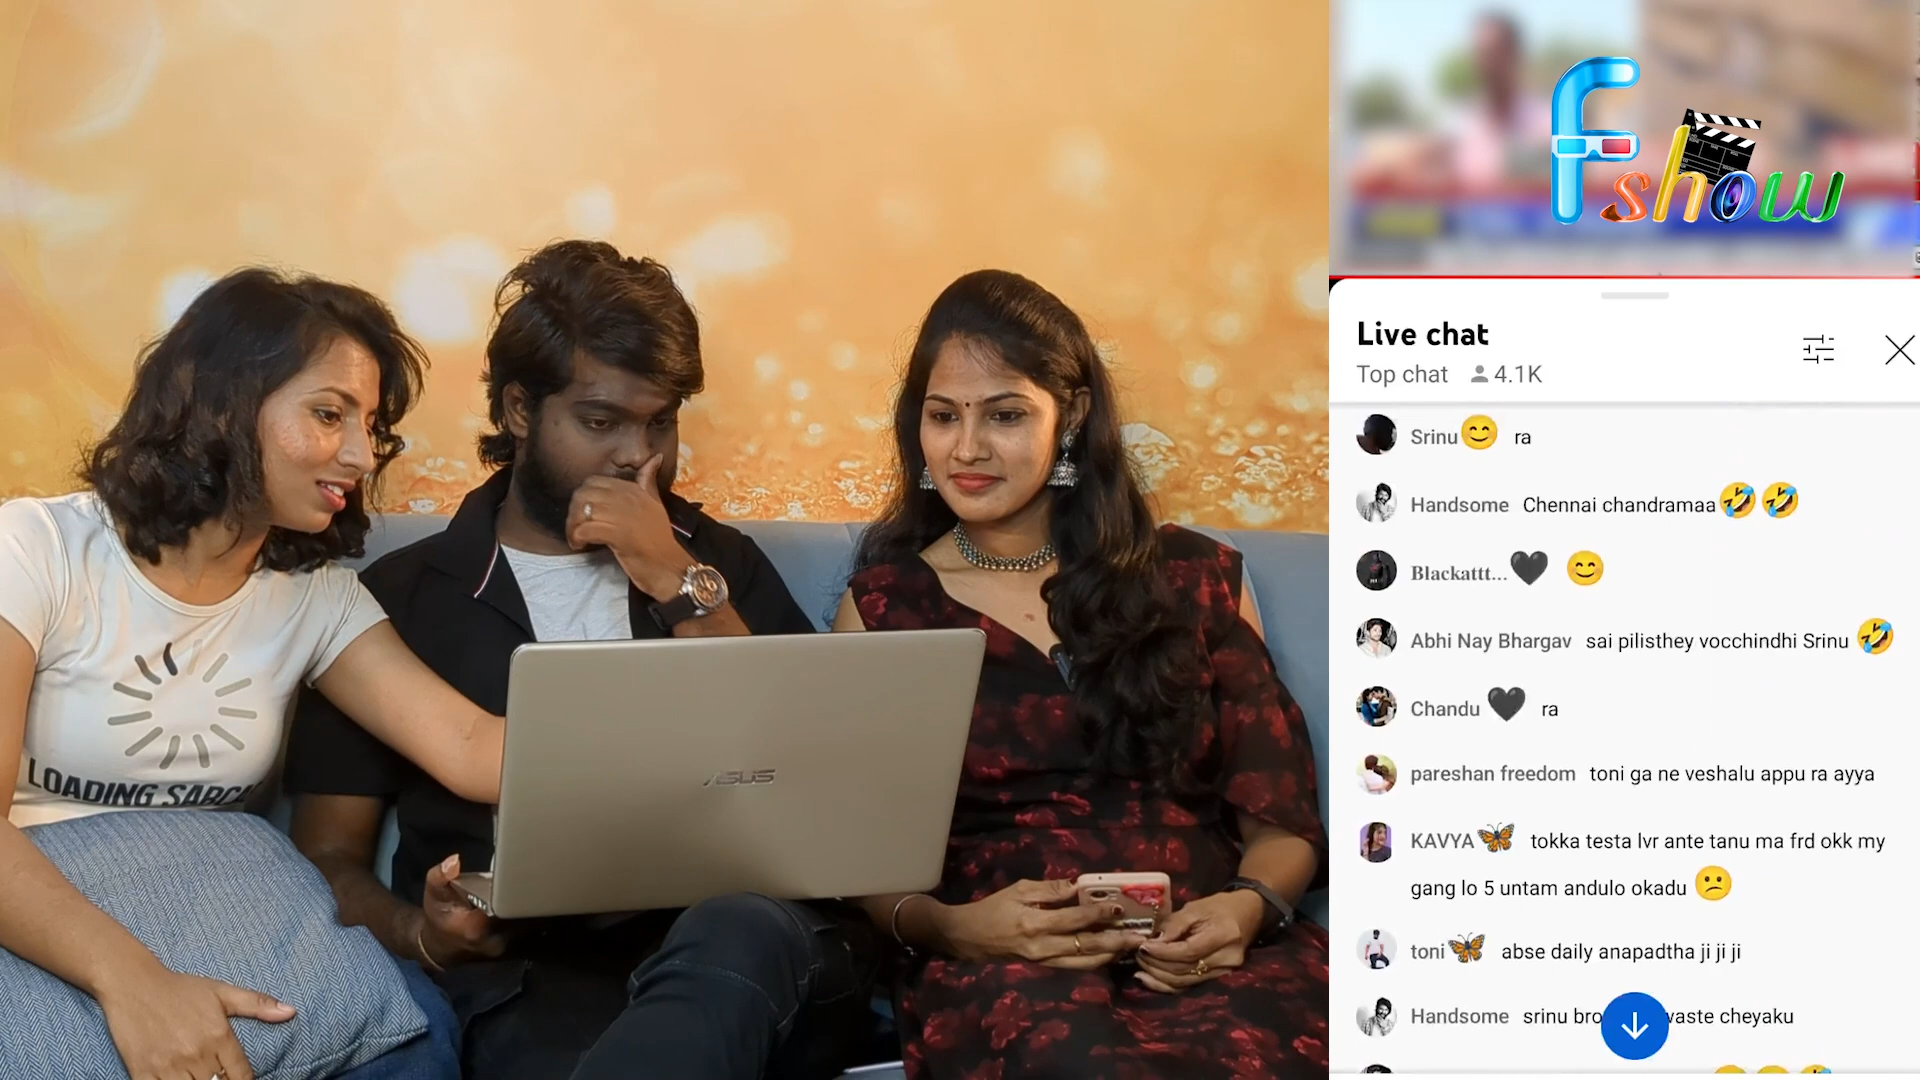 LOADING
ASUS
Fshow
Live chat
Top chat 4.1K
Srinu😊 ra
Handsome Chennai chandramaa🤣🤣
Blackattt...🖤 😊
Abhi Nay Bhargav sai pilisthey vocchindhi Srinu 🤣
Chandu🖤 ra
pareshan freedom toni ga ne veshalu appu ra ayya
KAVYA🦋 tokka testa lvr ante tanu ma frd okk my
gang lo 5 untam andulo okadu 😕
toni🦋 abse daily anapadtha ji ji ji
Handsome srinu bro cheyaku